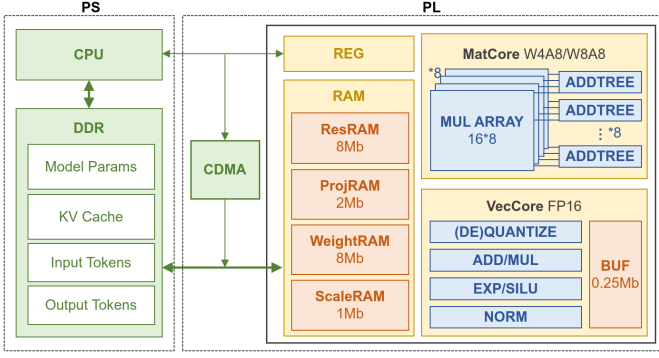 PS
PL
CPU
DDR
Model Params
KV Cache
Input Tokens
Output Tokens
CDMA
REG
RAM
ResRAM
8Mb
ProjRAM
2Mb
WeightRAM
8Mb
ScaleRAM
1Mb
MatCore W4A8/W8A8
*8
MUL ARRAY
16*8
ADDTREE
ADDTREE
⋮ *8
ADDTREE
VecCore FP16
(DE)QUANTIZE
ADD/MUL
EXP/SILU
NORM
BUF
0.25Mb